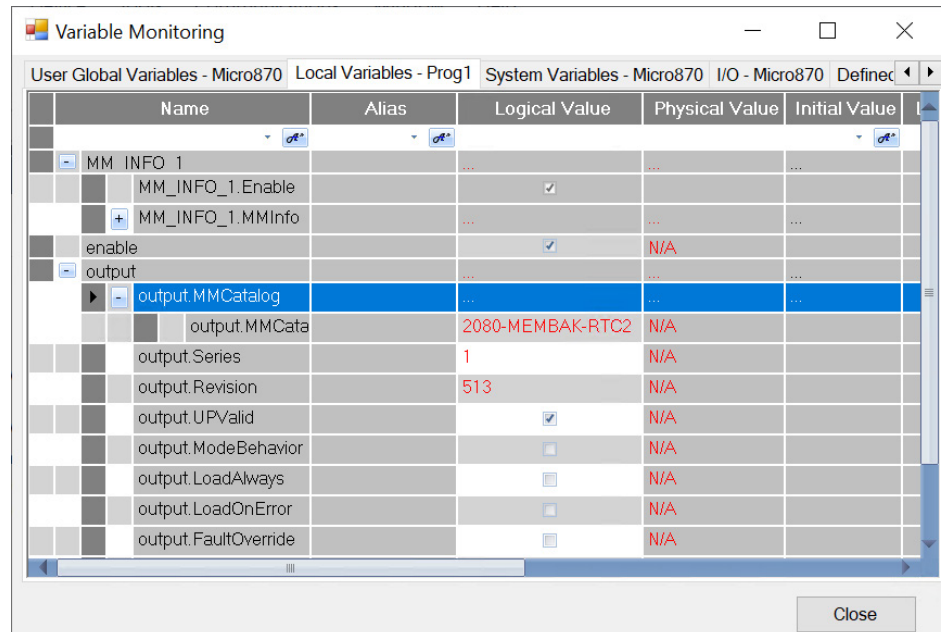 Variable Monitoring
User Global Variables - Micro870 Local Variables - Prog1 System Variables - Micro870 I/O - Micro870 Definec
Name Alias Logical Value Physical Value Initial Value
MM_INFO_1 ... ... ...
MM_INFO_1.Enable
MM_INFO_1.MMInfo ... ... ...
enable N/A
output ... ... ...
output.MMCatalog ... ... ...
output.MMCata 2080-MEMBAK-RTC2 N/A
output.Series 1 N/A
output.Revision 513 N/A
output.UPValid N/A
output.ModeBehavior N/A
output.LoadAlways N/A
output.LoadOnError N/A
output.FaultOverride N/A
Close